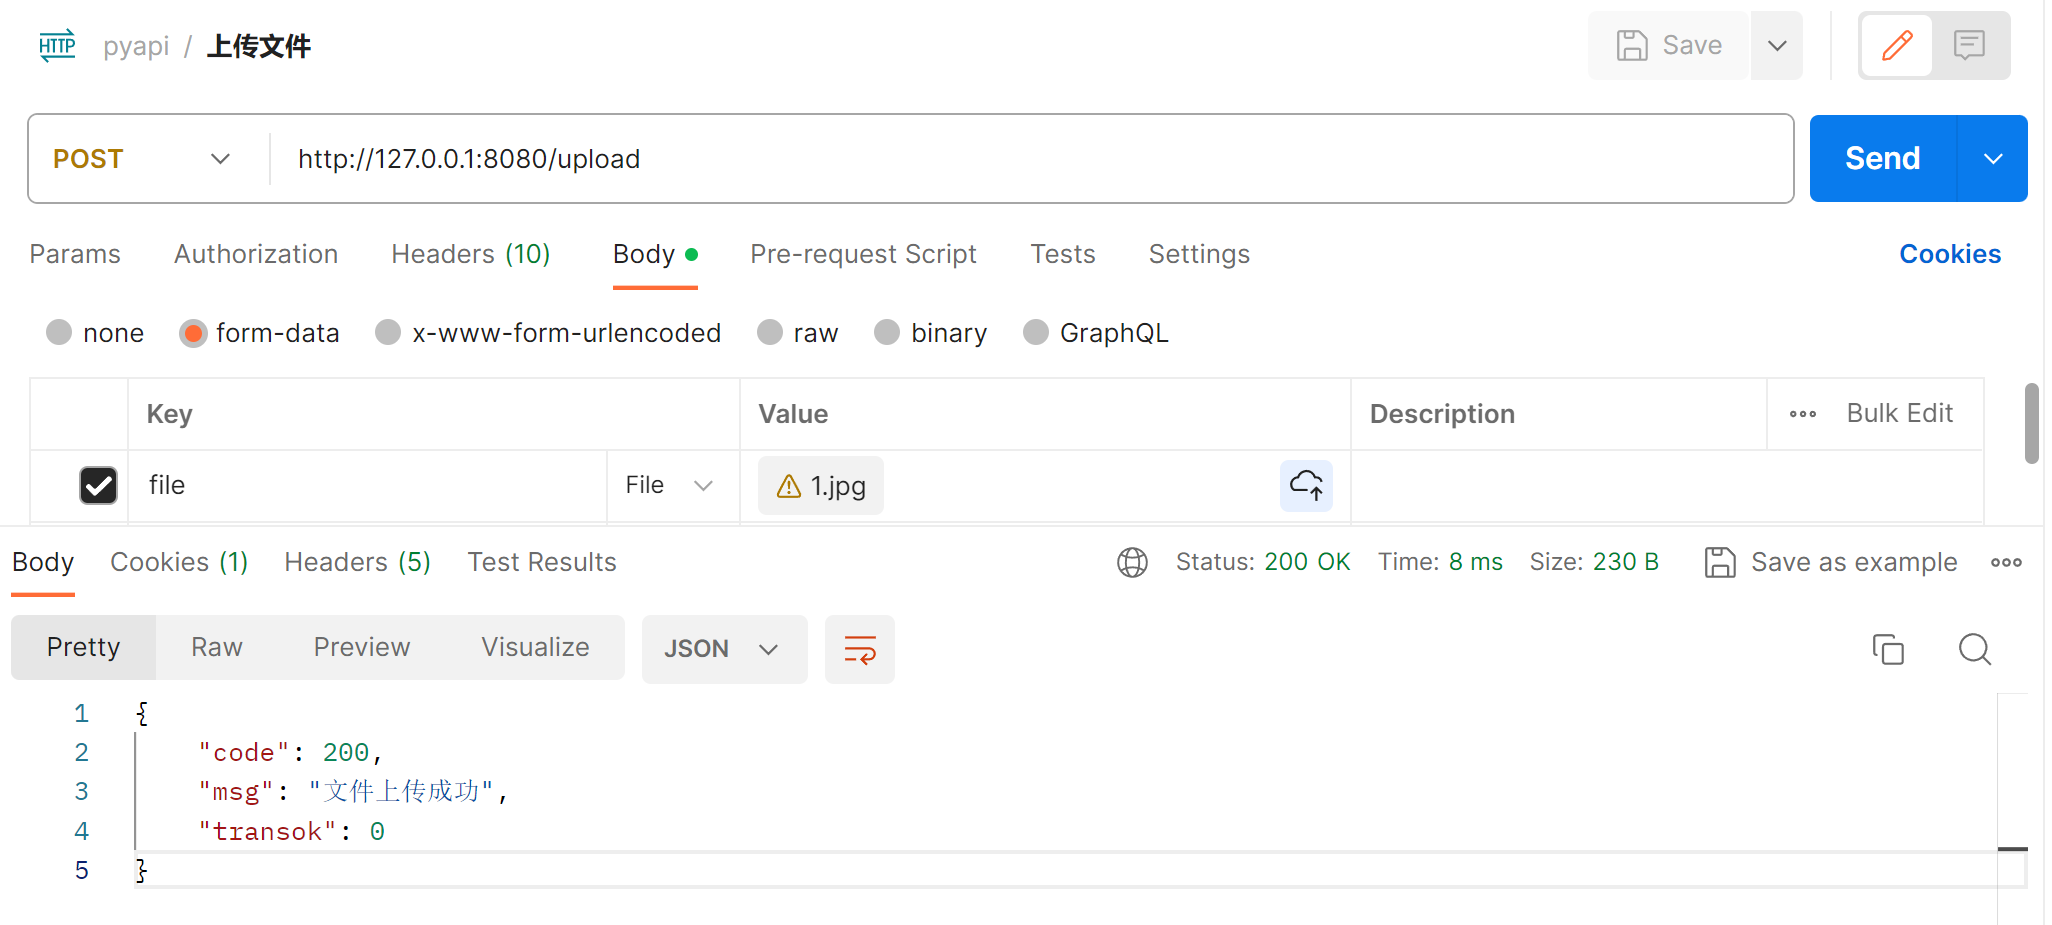 HTTP pyapi / 上传文件 Save
POST http://127.0.0.1:8080/upload Send
Params Authorization Headers (10) Body Pre-request Script Tests Settings Cookies
none form-data x-www-form-urlencoded raw binary GraphQL
Key Value Description Bulk Edit
file File 1.jpg
Body Cookies (1) Headers (5) Test Results Status: 200 OK Time: 8 ms Size: 230 B Save as example
Pretty Raw Preview Visualize JSON
1 {
2 "code": 200,
3 "msg": "文件上传成功",
4 "transok": 0
5 }